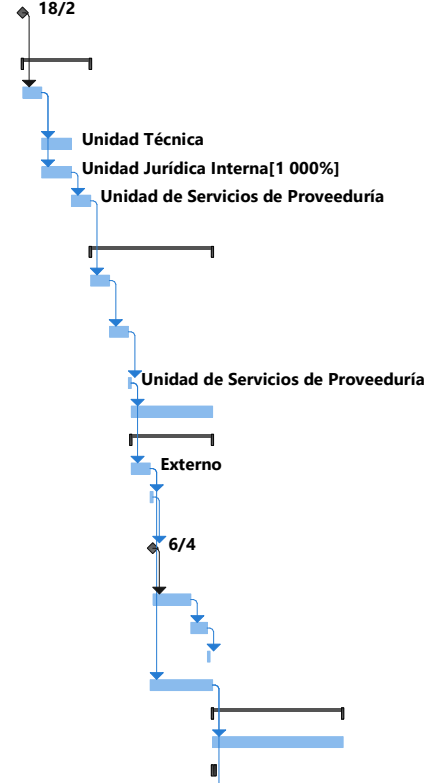 18/2
Unidad Técnica
Unidad Jurídica Interna[1 000%]
Unidad de Servicios de Proveeduría
Unidad de Servicios de Proveeduría
Externo
6/4